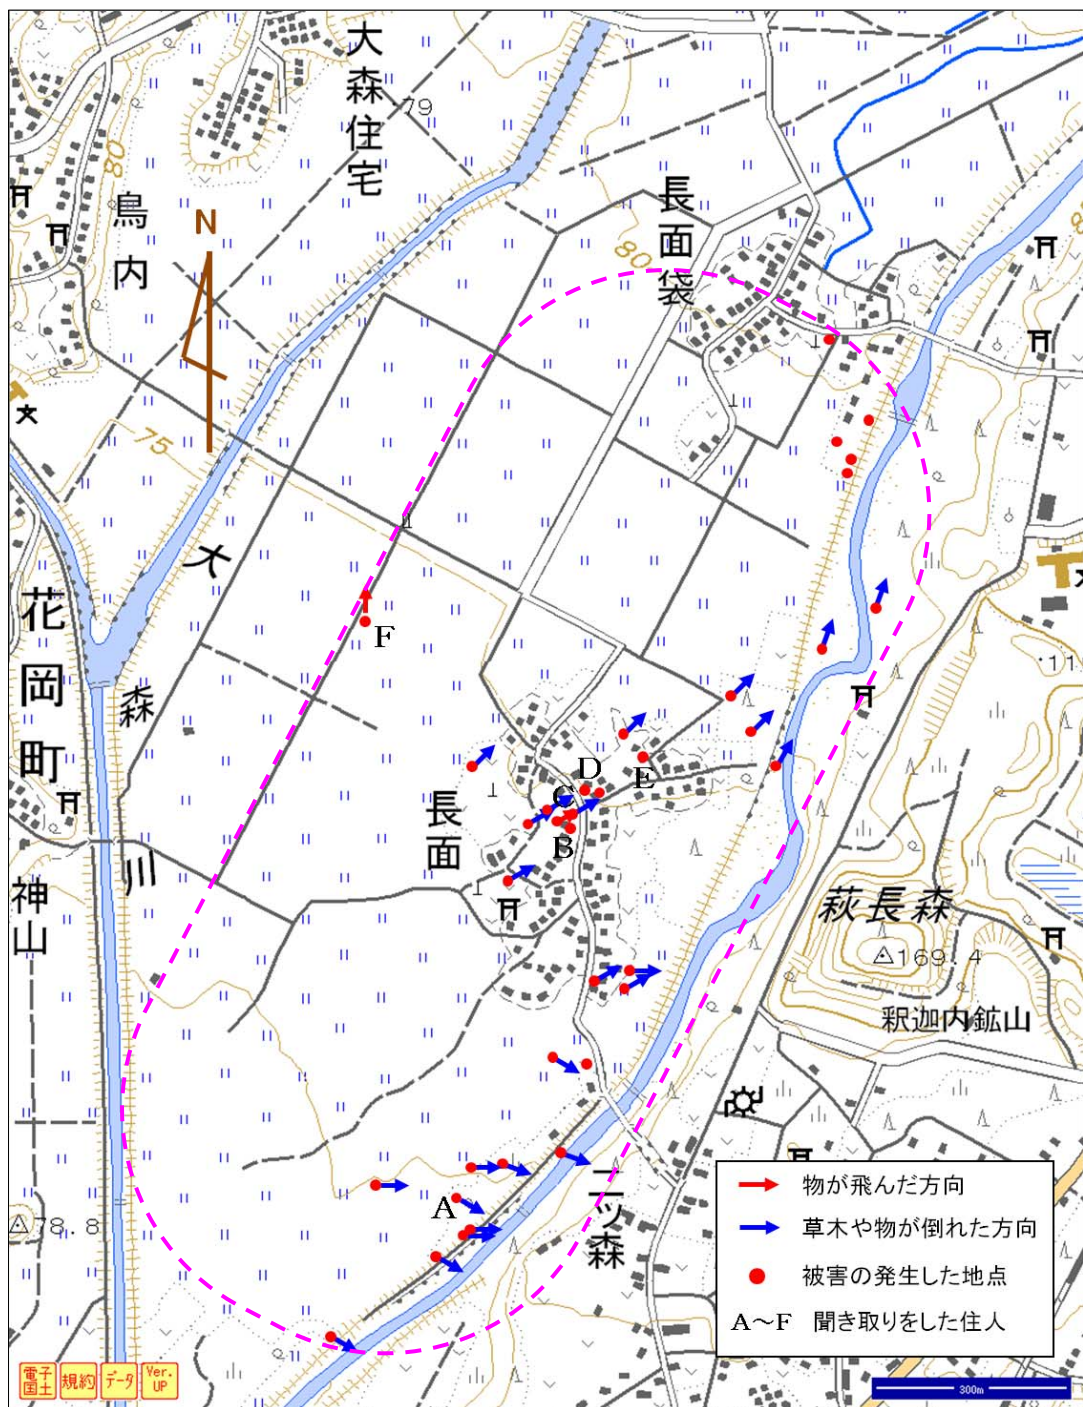 大森住宅
79
80
鳥内
N
長面袋
80
75
大森川
花岡町
神山
F
D
C
E
B
長面
萩長森
169.4
釈迦内鉱山
A
二ツ森
78.8
物が飛んだ方向
草木や物が倒れた方向
被害の発生した地点
A～F 聞き取りをした住人
電子国土
規約
データ
Ver.UP
300m